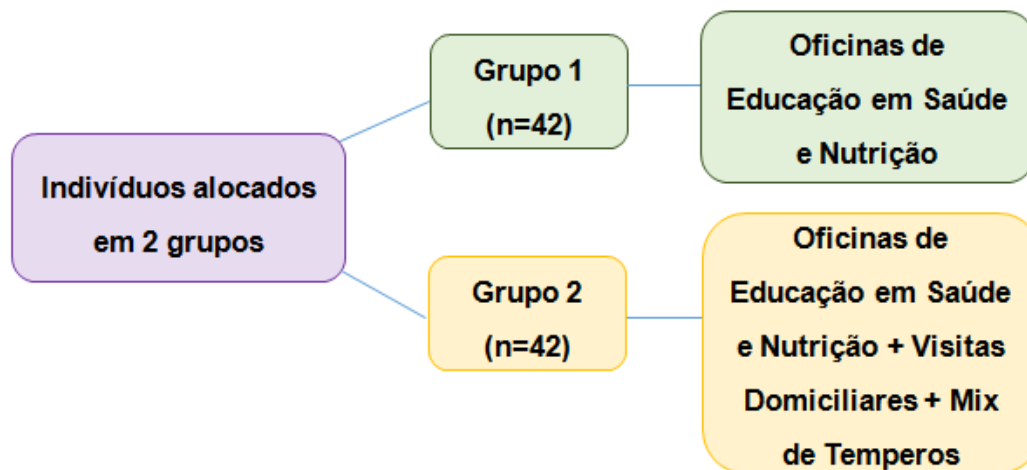 Indivíduos alocados
em 2 grupos
Grupo 1
(n=42)
Oficinas de
Educação em Saúde
e Nutrição
Grupo 2
(n=42)
Oficinas de
Educação em Saúde
e Nutrição + Visitas
Domiciliares + Mix
de Temperos